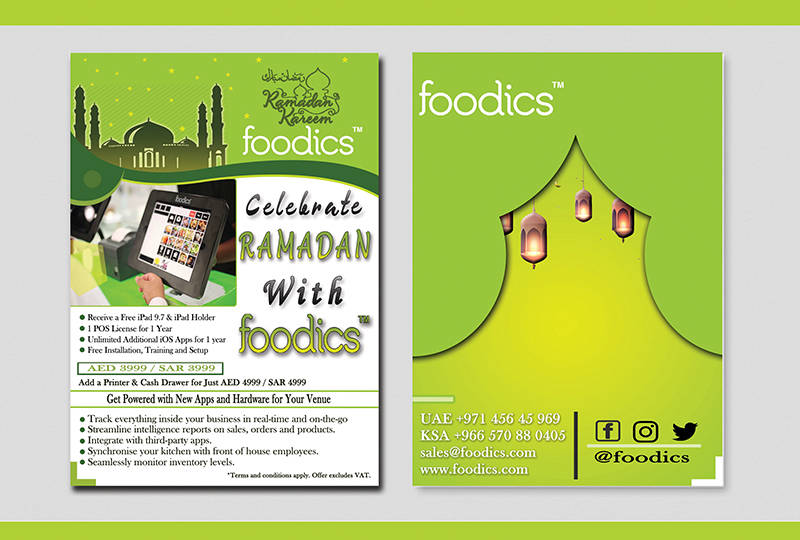 رمضان مبارك
Ramadan
Kareem
foodics™
foodics
Celebrate
RAMADAN
With
foodics™
Receive a Free iPad 9.7 & iPad Holder
1 POS License for 1 Year
Unlimited Additional iOS Apps for 1 year
Free Installation, Training and Setup
AED 3999 / SAR 3999
Add a Printer & Cash Drawer for Just AED 4999 / SAR 4999
Get Powered with New Apps and Hardware for Your Venue
Track everything inside your business in real-time and on-the-go
Streamline intelligence reports on sales, orders and products.
Integrate with third-party apps.
Synchronise your kitchen with front of house employees.
Seamlessly monitor inventory levels.
*Terms and conditions apply. Offer excludes VAT.
foodics™
UAE +971 456 45 969
KSA +966 570 88 0405
sales@foodics.com
www.foodics.com
@foodics